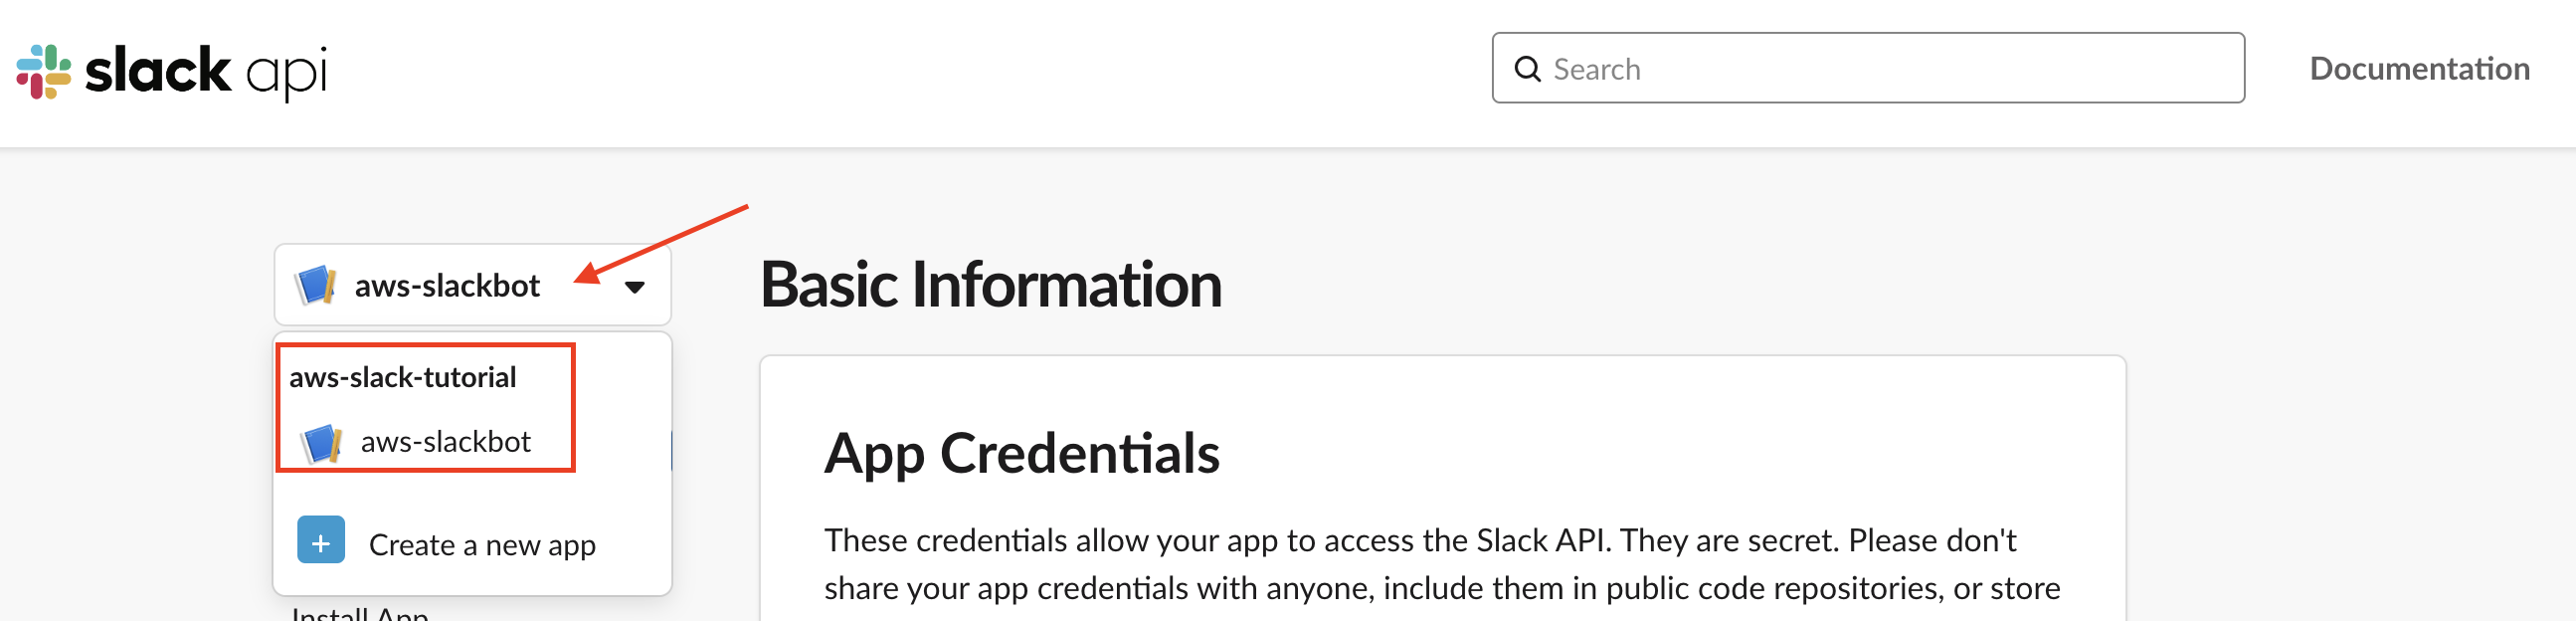 slack api
Search
Documentation
aws-slackbot
aws-slack-tutorial
aws-slackbot
+ Create a new app
Install App
Basic Information
App Credentials
These credentials allow your app to access the Slack API. They are secret. Please don't
share your app credentials with anyone, include them in public code repositories, or store